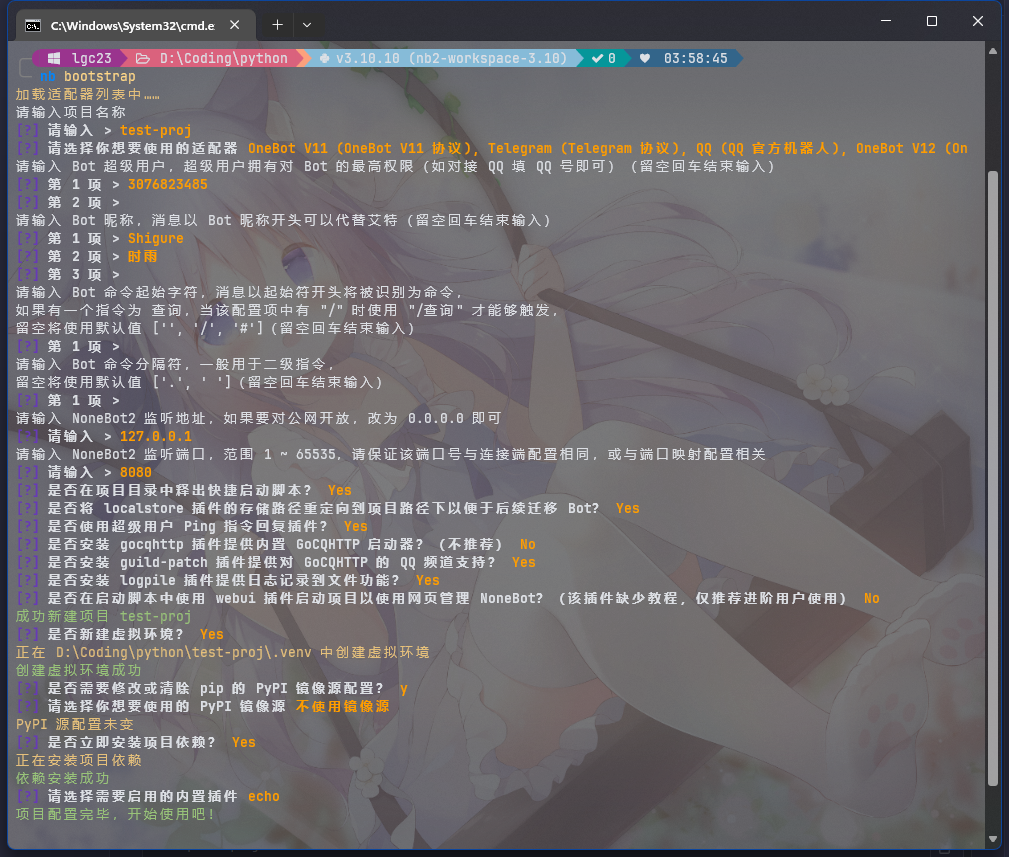 C:\Windows\System32\cmd.e
lgc23 D:\Coding\python v3.10.10 (nb2-workspace-3.10) 0 03:58:45
nb bootstrap
加载适配器列表中……
请输入项目名称
[?] 请输入 > test-proj
[?] 请选择你想要使用的适配器 OneBot V11 (OneBot V11 协议), Telegram (Telegram 协议), QQ (QQ 官方机器人), OneBot V12 (On
请输入 Bot 超级用户，超级用户拥有对 Bot 的最高权限（如对接 QQ 填 QQ 号即可）（留空回车结束输入）
[?] 第 1 项 > 3076823485
[?] 第 2 项 >
请输入 Bot 昵称，消息以 Bot 昵称开头可以代替艾特（留空回车结束输入）
[?] 第 1 项 > Shigure
[?] 第 2 项 > 时雨
[?] 第 3 项 >
请输入 Bot 命令起始字符，消息以起始符开头将被识别为命令，
如果有一个指令为 查询，当该配置项中有 "/" 时使用 "/查询" 才能够触发，
留空将使用默认值 ['', '/', '#']（留空回车结束输入）
[?] 第 1 项 >
请输入 Bot 命令分隔符，一般用于二级指令，
留空将使用默认值 ['.', ' ']（留空回车结束输入）
[?] 第 1 项 >
请输入 NoneBot2 监听地址，如果要对公网开放，改为 0.0.0.0 即可
[?] 请输入 > 127.0.0.1
请输入 NoneBot2 监听端口，范围 1 ~ 65535，请保证该端口号与连接端配置相同，或与端口映射配置相关
[?] 请输入 > 8080
[?] 是否在项目目录中释出快捷启动脚本？ Yes
[?] 是否将 localstore 插件的存储路径重定向到项目路径下以便于后续迁移 Bot？ Yes
[?] 是否使用超级用户 Ping 指令回复插件？ Yes
[?] 是否安装 gocqhttp 插件提供内置 GoCQHTTP 启动器？（不推荐） No
[?] 是否安装 guild-patch 插件提供对 GoCQHTTP 的 QQ 频道支持？ Yes
[?] 是否安装 logpile 插件提供日志记录到文件功能？ Yes
[?] 是否在启动脚本中使用 webui 插件启动项目以使用网页管理 NoneBot？（该插件缺少教程，仅推荐进阶用户使用） No
成功新建项目 test-proj
[?] 是否新建虚拟环境？ Yes
正在 D:\Coding\python\test-proj\.venv 中创建虚拟环境
创建虚拟环境成功
[?] 是否需要修改或清除 pip 的 PyPI 镜像源配置？ y
[?] 请选择你想要使用的 PyPI 镜像源 不使用镜像源
PyPI 源配置未变
[?] 是否立即安装项目依赖？ Yes
正在安装项目依赖
依赖安装成功
[?] 请选择需要启用的内置插件 echo
项目配置完毕，开始使用吧！